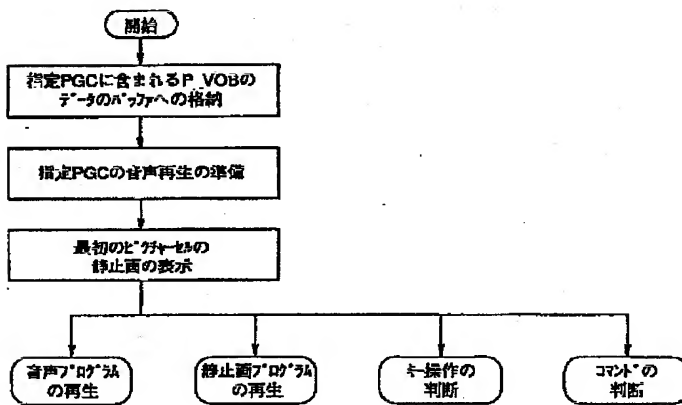 開始
指定PGCに含まれるP_VOBの
データのバッファへの格納
指定PGCの音声再生の準備
最初のピクチャーセルの
静止画の表示
音声プログラム
の再生
静止画プログラム
の再生
キー操作の
判断
コマンドの
判断